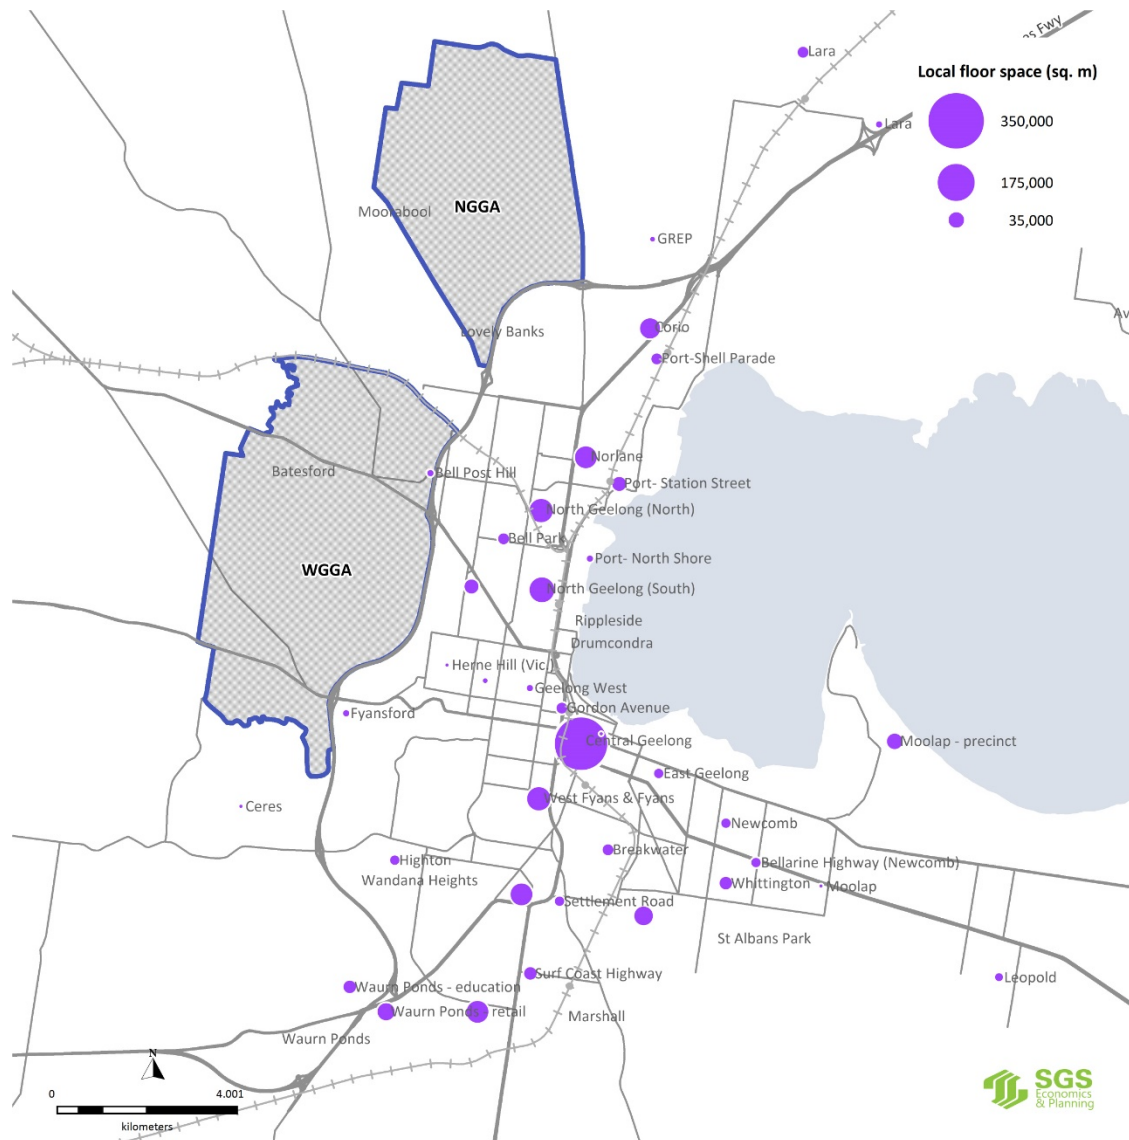 ns Fwy
Lara
Local floor space (sq. m)
350,000
Lara
175,000
NGGA
Moorabool
35,000
GREP
Av
Corio
Lovely Banks
Port-Shell Parade
Norlane
Batesford
Bell Post Hill
Port- Station Street
North Geelong (North)
Bell Park
Port- North Shore
WGGA
North Geelong (South)
Rippleside
Drumcondra
Herne Hill (Vic.)
Geelong West
Gordon Avenue
Fyansford
Central Geelong
Moolap - precinct
East Geelong
West Fyans & Fyans
Ceres
Newcomb
Breakwater
Highton
Bellarine Highway (Newcomb)
Wandana Heights
Whittington
Moolap
Settlement Road
St Albans Park
Surf Coast Highway
Leopold
Waurn Ponds - education
Waurn Ponds - retail
Marshall
Waurn Ponds
N
0
4.001
kilometers
SGS
Economics
& Planning